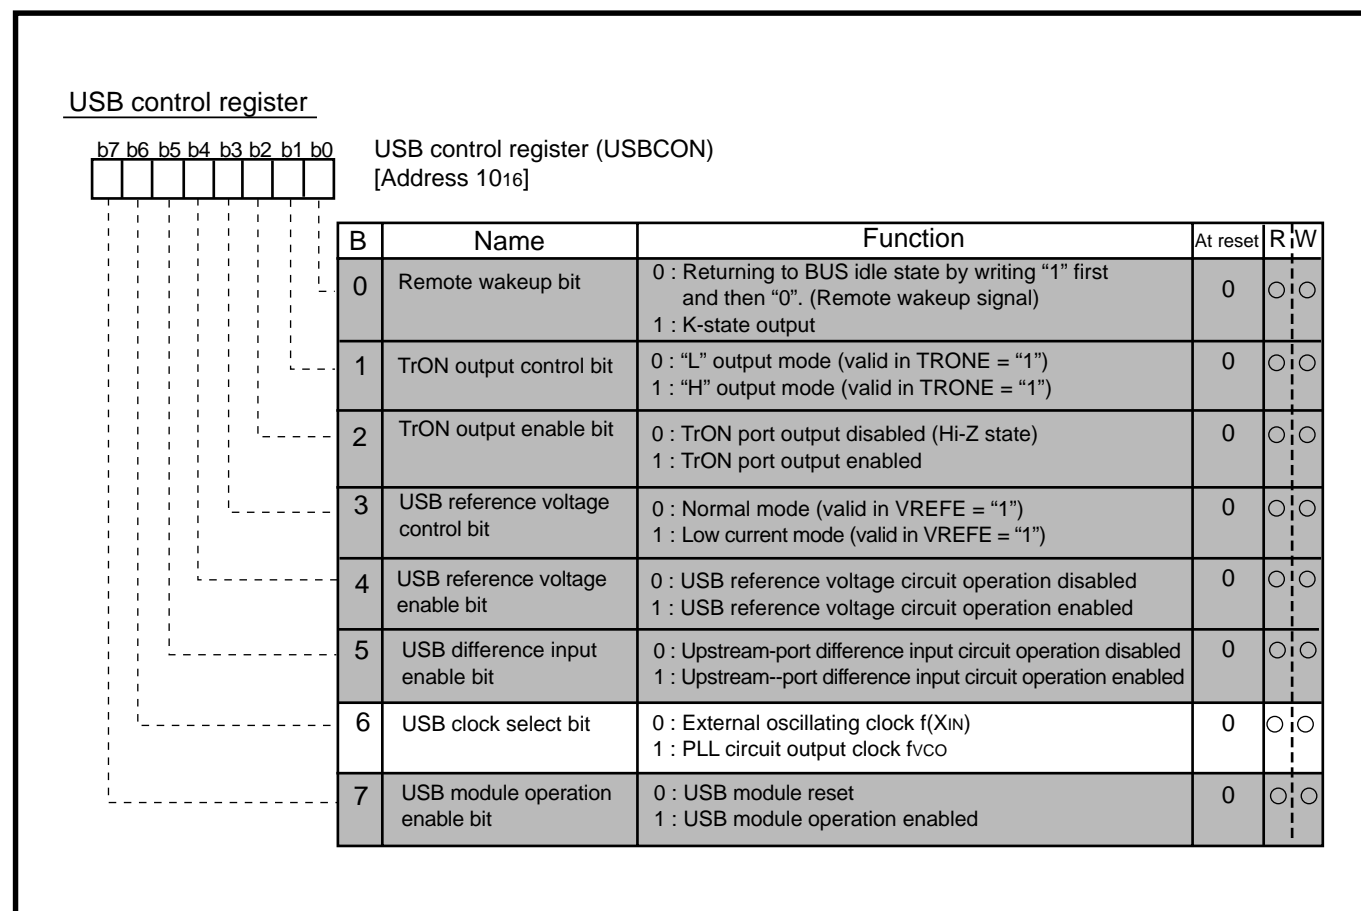 USB control register
b7 b6 b5 b4 b3 b2 b1 b0
USB control register (USBCON)
[Address 1016]
B Name Function At reset R W
0 Remote wakeup bit 0 : Returning to BUS idle state by writing “1” first 0 ○ ○
and then “0”. (Remote wakeup signal)
1 : K-state output
1 TrON output control bit 0 : “L” output mode (valid in TRONE = “1”) 0 ○ ○
1 : “H” output mode (valid in TRONE = “1”)
2 TrON output enable bit 0 : TrON port output disabled (Hi-Z state) 0 ○ ○
1 : TrON port output enabled
3 USB reference voltage 0 : Normal mode (valid in VREFE = “1”) 0 ○ ○
control bit 1 : Low current mode (valid in VREFE = “1”)
4 USB reference voltage 0 : USB reference voltage circuit operation disabled 0 ○ ○
enable bit 1 : USB reference voltage circuit operation enabled
5 USB difference input 0 : Upstream-port difference input circuit operation disabled 0 ○ ○
enable bit 1 : Upstream--port difference input circuit operation enabled
6 USB clock select bit 0 : External oscillating clock f(XIN) 0 ○ ○
1 : PLL circuit output clock fVCO
7 USB module operation 0 : USB module reset 0 ○ ○
enable bit 1 : USB module operation enabled